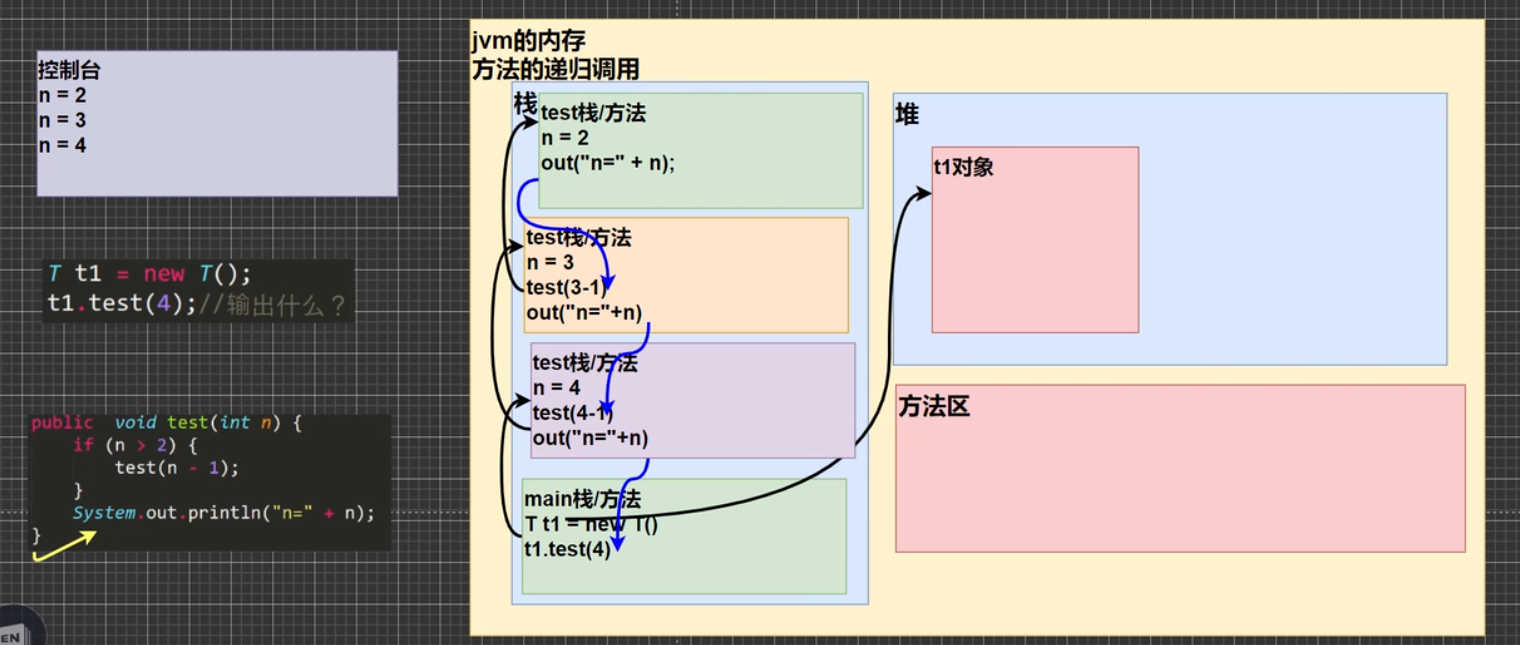 控制台
n = 2
n = 3
n = 4
T t1 = new T();
t1.test(4);//输出什么？
public  void test(int n) {
if (n > 2) {
test(n - 1);
}
System.out.println("n=" + n);
}
EN
jvm的内存
方法的递归调用
栈
test栈/方法
n = 2
out("n=" + n);
test栈/方法
n = 3
test(3-1)
out("n="+n)
test栈/方法
n = 4
test(4-1)
out("n="+n)
main栈/方法
T t1 = new T()
t1.test(4)
堆
t1对象
方法区